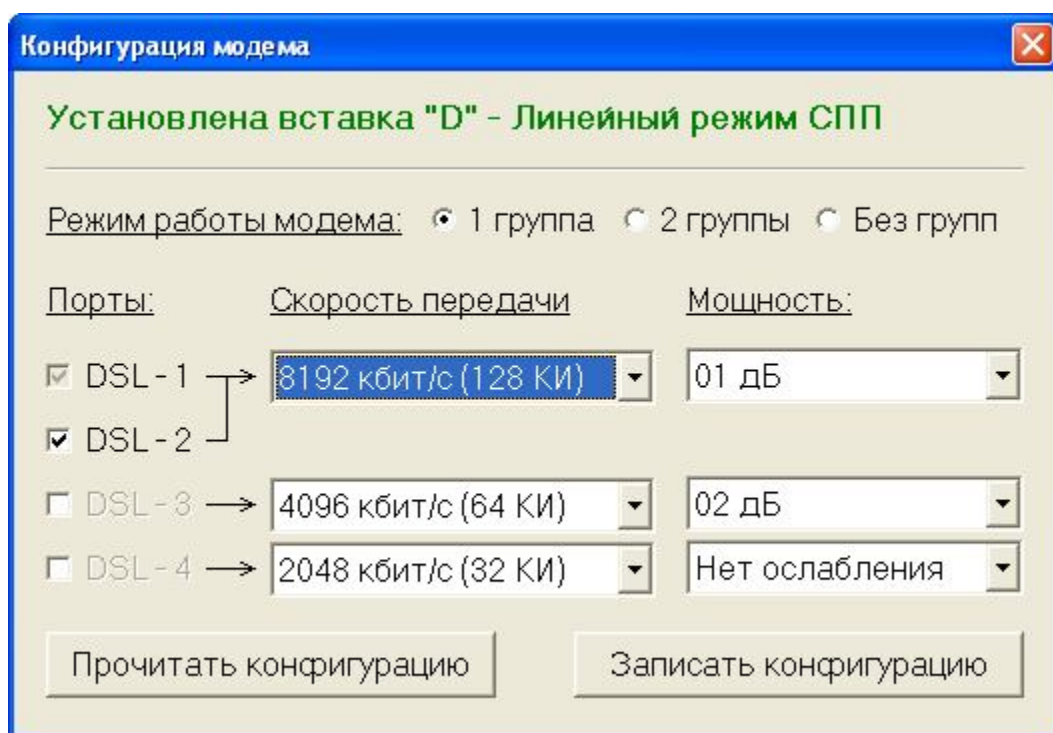 Конфигурация модема
Установлена вставка "D" - Линейный режим СПП
Режим работы модема: 1 группа 2 группы Без групп
Порты: Скорость передачи Мощность:
DSL - 1 8192 кбит/с (128 КИ) 01 дБ
DSL - 2
DSL - 3 4096 кбит/с (64 КИ) 02 дБ
DSL - 4 2048 кбит/с (32 КИ) Нет ослабления
Прочитать конфигурацию Записать конфигурацию